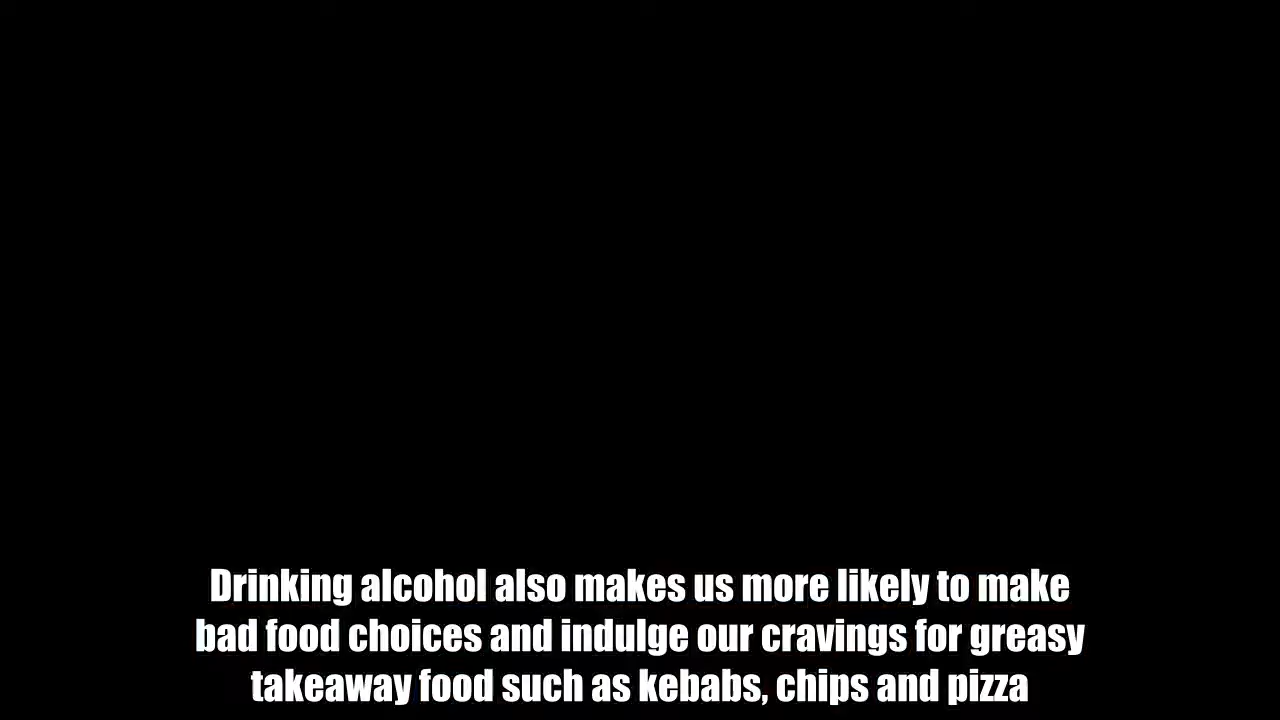 Drinking alcohol also makes us more likely to make
bad food choices and indulge our cravings for greasy
takeaway food such as kebabs, chips and pizza